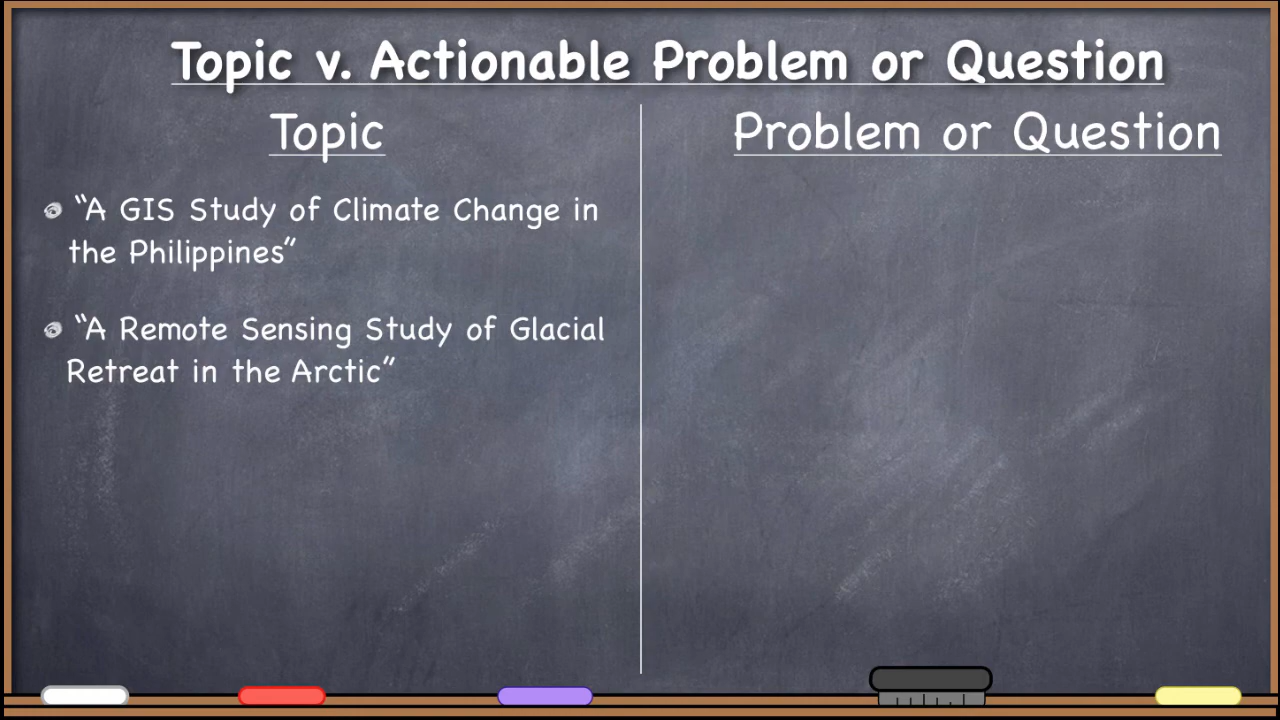 Topic v. Actionable Problem or Question
Topic
“A GIS Study of Climate Change in
the Philippines”
“A Remote Sensing Study of Glacial
Retreat in the Arctic”
Problem or Question